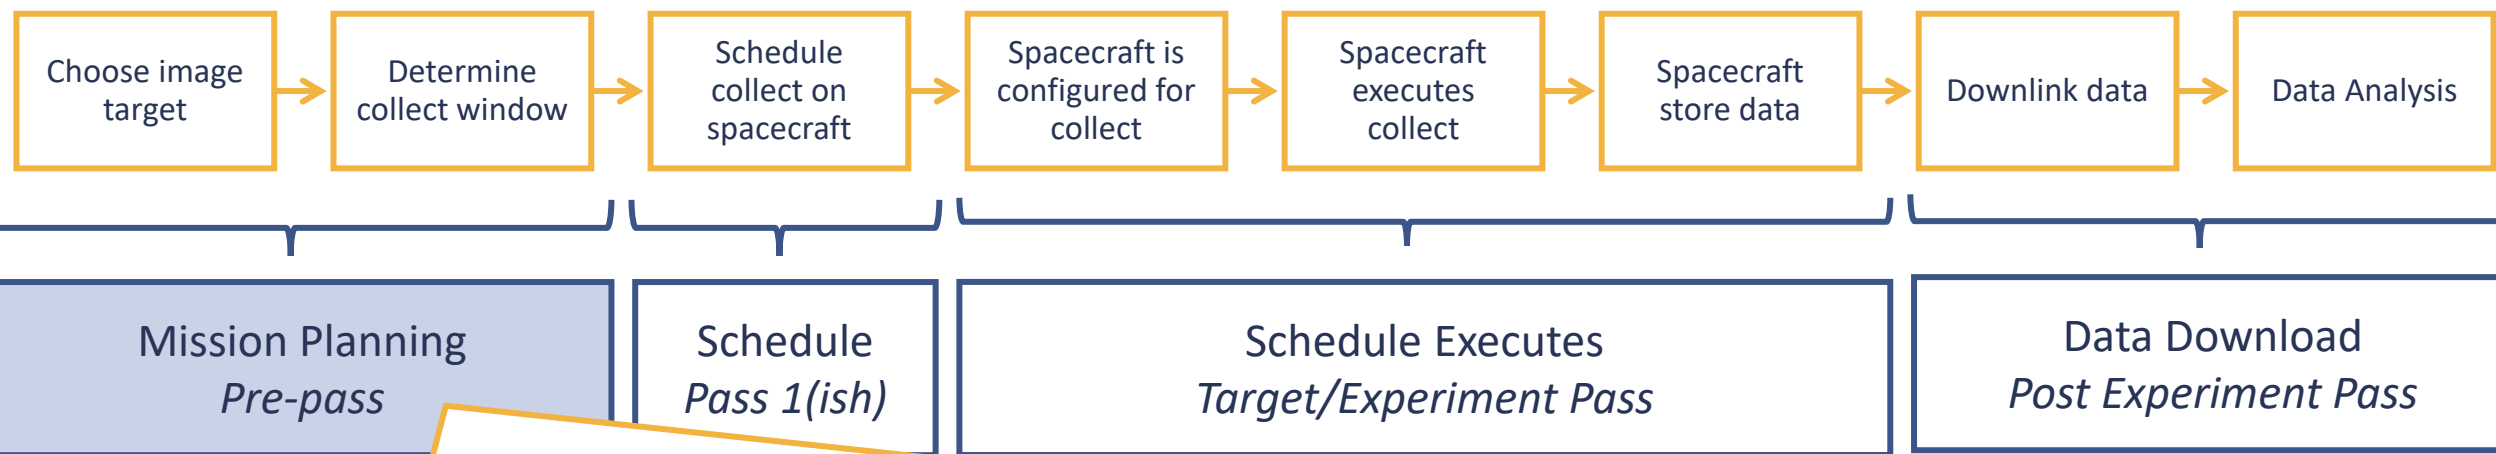 Choose image
target
Determine
collect window
Schedule
collect on
spacecraft
Spacecraft is
configured for
collect
Spacecraft
executes
collect
Spacecraft
store data
Downlink data
Data Analysis
Mission Planning
Pre-pass
Schedule
Pass 1(ish)
Schedule Executes
Target/Experiment Pass
Data Download
Post Experiment Pass